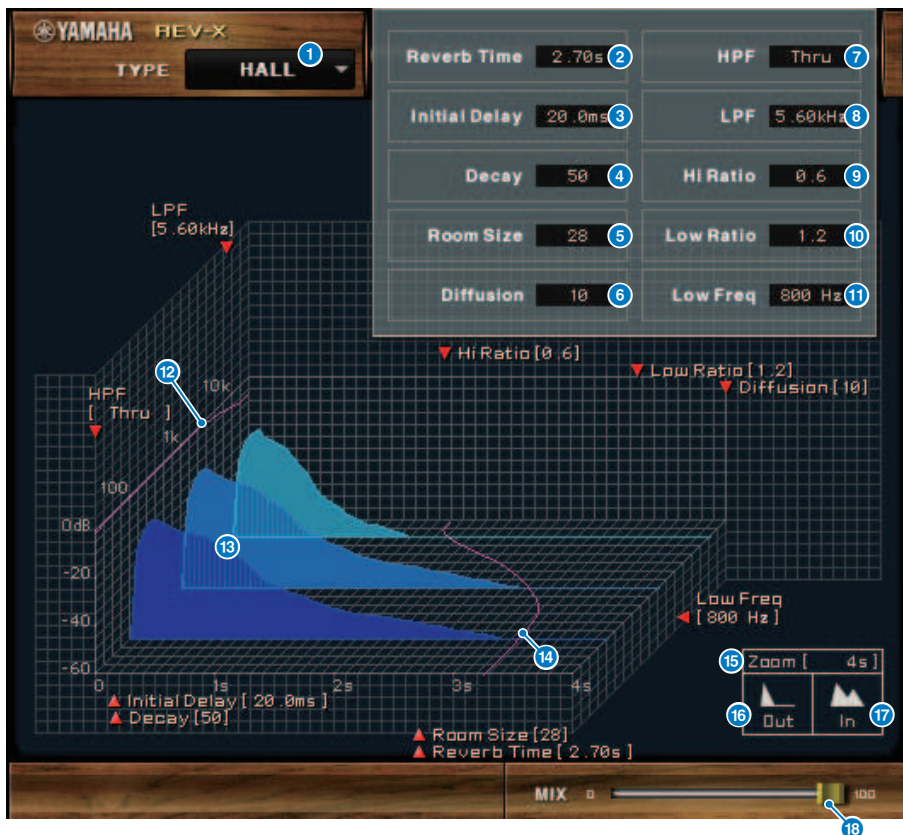 YAMAHA REV-X
TYPE HALL 1
Reverb Time 2.70s 2
HPF Thru 7
Initial Delay 20.0ms 3
LPF 5.60kHz 8
Decay 50 4
Hi Ratio 0.6 9
Room Size 28 5
Low Ratio 1.2 10
Diffusion 10 6
Low Freq 800 Hz 11
LPF
[5.60kHz]
Hi Ratio[0.6]
Low Ratio[1.2]
Diffusion[10]
12
HPF
[ Thru ]
10k
1k
100
0dB
-20
-40
-60
13
14
Low Freq
[800 Hz]
0 1s 2s 3s 4s
Initial Delay[20.0ms]
Decay[50]
Room Size[28]
Reverb Time[2.70s]
15 Zoom[ 4s]
16 Out In 17
MIX 0 100
18